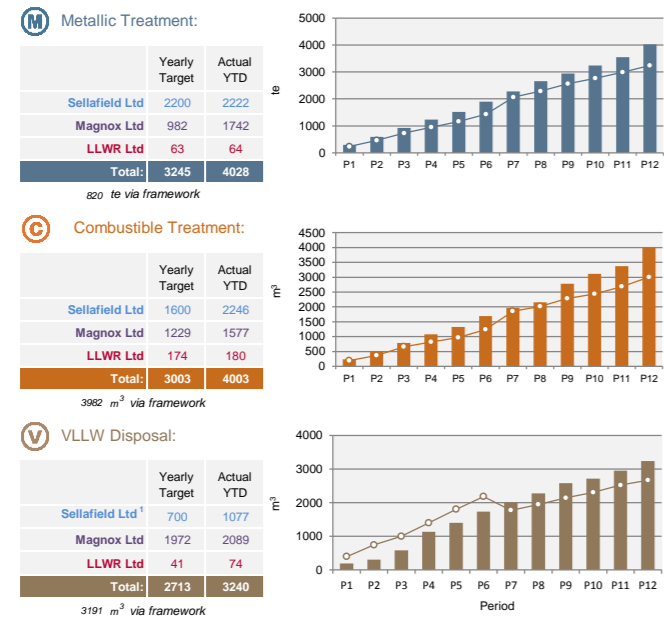 M Metallic Treatment:
Yearly Target Actual YTD
Sellafield Ltd 2200 2222
Magnox Ltd 982 1742
LLWR Ltd 63 64
Total: 3245 4028
820 te via framework
te
5000
4000
3000
2000
1000
0
P1 P2 P3 P4 P5 P6 P7 P8 P9 P10 P11 P12
C Combustible Treatment:
Yearly Target Actual YTD
Sellafield Ltd 1600 2246
Magnox Ltd 1229 1577
LLWR Ltd 174 180
Total: 3003 4003
3982 m³ via framework
m³
4500
4000
3500
3000
2500
2000
1500
1000
500
0
P1 P2 P3 P4 P5 P6 P7 P8 P9 P10 P11 P12
V VLLW Disposal:
Yearly Target Actual YTD
Sellafield Ltd ¹ 700 1077
Magnox Ltd 1972 2089
LLWR Ltd 41 74
Total: 2713 3240
3191 m³ via framework
m³
4000
3000
2000
1000
0
P1 P2 P3 P4 P5 P6 P7 P8 P9 P10 P11 P12
Period